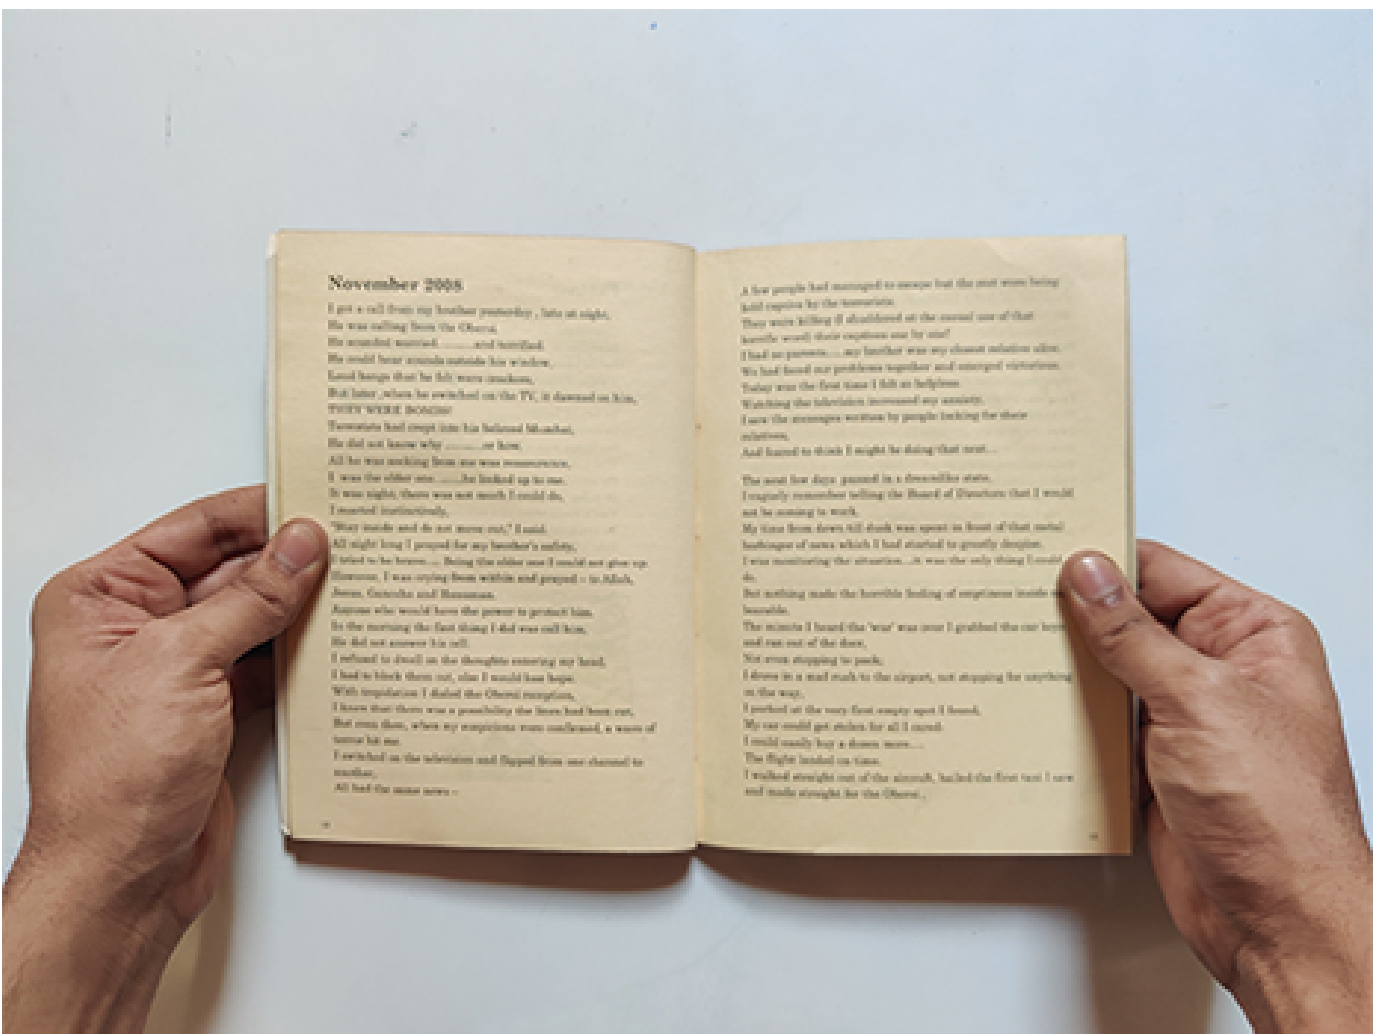 November 2008
I got a call from my brother yesterday , late at night,
He was calling from the Oberoi,
He sounded worried ..........and terrified.
He could hear sounds outside his window,
Loud bangs that he felt were crackers,
But later ,when he switched on the TV, it dawned on him,
THEY WERE BOMBS!
Terrorists had crept into his beloved Mumbai,
He did not know why ..........or how.
All he was seeking from me was reassurance,
I was the elder one ......he looked up to me.
It was night; there was not much I could do,
I reacted instinctively,
"Stay inside and do not move out," I said.
All night long I prayed for my brother's safety,
I tried to be brave.... Being the elder one I could not give up.
However, I was crying from within and prayed – to Allah,
Jesus, Ganesha and Hanuman.
Anyone who would have the power to protect him.
In the morning the first thing I did was call him,
He did not answer his cell.
I refused to dwell on the thoughts entering my head,
I had to block them out, else I would lose hope.
With trepidation I dialed the Oberoi reception,
I knew that there was a possibility the lines had been cut,
But even then, when my suspicions were confirmed, a wave of
terror hit me.
I switched on the television and flipped from one channel to
another,
All had the same news –
A few people had managed to escape but the rest were being
held captive by the terrorists.
They were killing (I shuddered at the casual use of that
horrific word) their captives one by one!
I had no parents.....my brother was my closest relative alive.
We had faced our problems together and emerged victorious.
Today was the first time I felt so helpless.
Watching the television increased my anxiety,
I saw the messages written by people looking for their
relatives,
And feared to think I might be doing that next...
The next few days passed in a dreamlike state.
I vaguely remember telling the Board of Directors that I would
not be coming to work,
My time from dawn till dusk was spent in front of that metal
harbinger of news which I had started to greatly despise.
I was monitoring the situation...it was the only thing I could
do.
But nothing made the horrible feeling of emptiness inside
bearable.
The minute I heard the 'war' was over I grabbed the car keys
and ran out of the door,
Not even stopping to pack;
I drove in a mad rush to the airport, not stopping for anything
on the way,
I parked at the very first empty spot I found,
My car could get stolen for all I cared-
I could easily buy a dozen more....
The flight landed on time.
I walked straight out of the aircraft, hailed the first taxi I saw
and made straight for the Oberoi.,